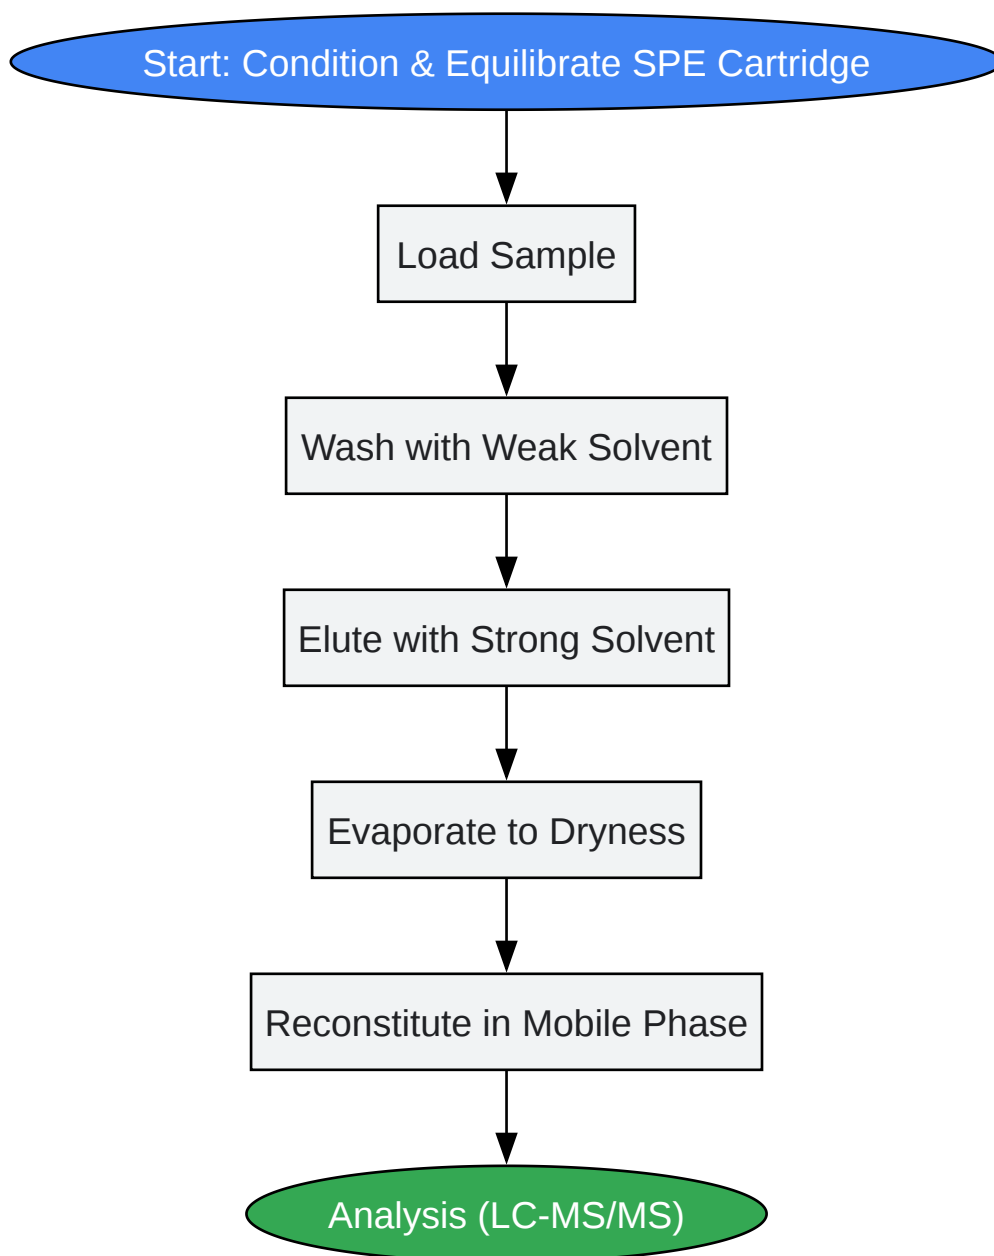 Start: Condition & Equilibrate SPE Cartridge
Load Sample
Wash with Weak Solvent
Elute with Strong Solvent
Evaporate to Dryness
Reconstitute in Mobile Phase
Analysis (LC-MS/MS)